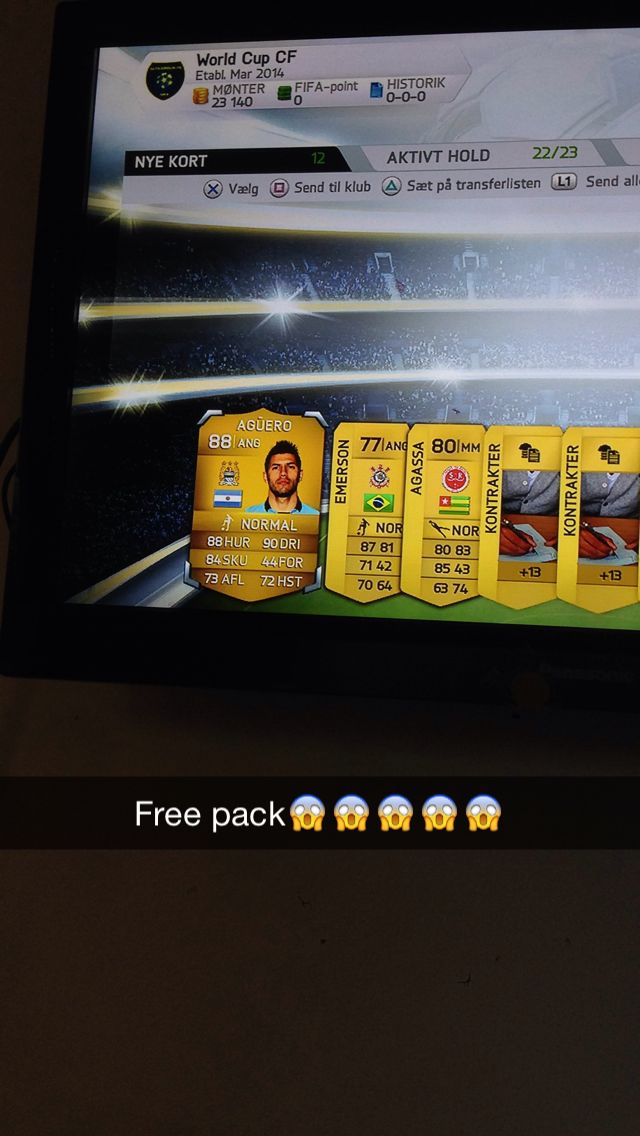 World Cup CF
Etabl. Mar 2014
MØNTER
23 140
FIFA-point
0
HISTORIK
0-0-0
NYE KORT 12
AKTIVT HOLD 22/23
Vælg
Send til klub
Sæt på transferlisten
L1 Send alle
AGÜERO
88 ANG
NORMAL
88 HUR 90 DRI
84 SKU 44 FOR
73 AFL 72 HST
EMERSON
77 ANG
NOR
87 81
71 42
70 64
AGASSA
80 MM
NOR
80 83
85 43
63 74
KONTRAKTER
+13
KONTRAKTER
+13
Panasonic
Free pack😱😱😱😱😱